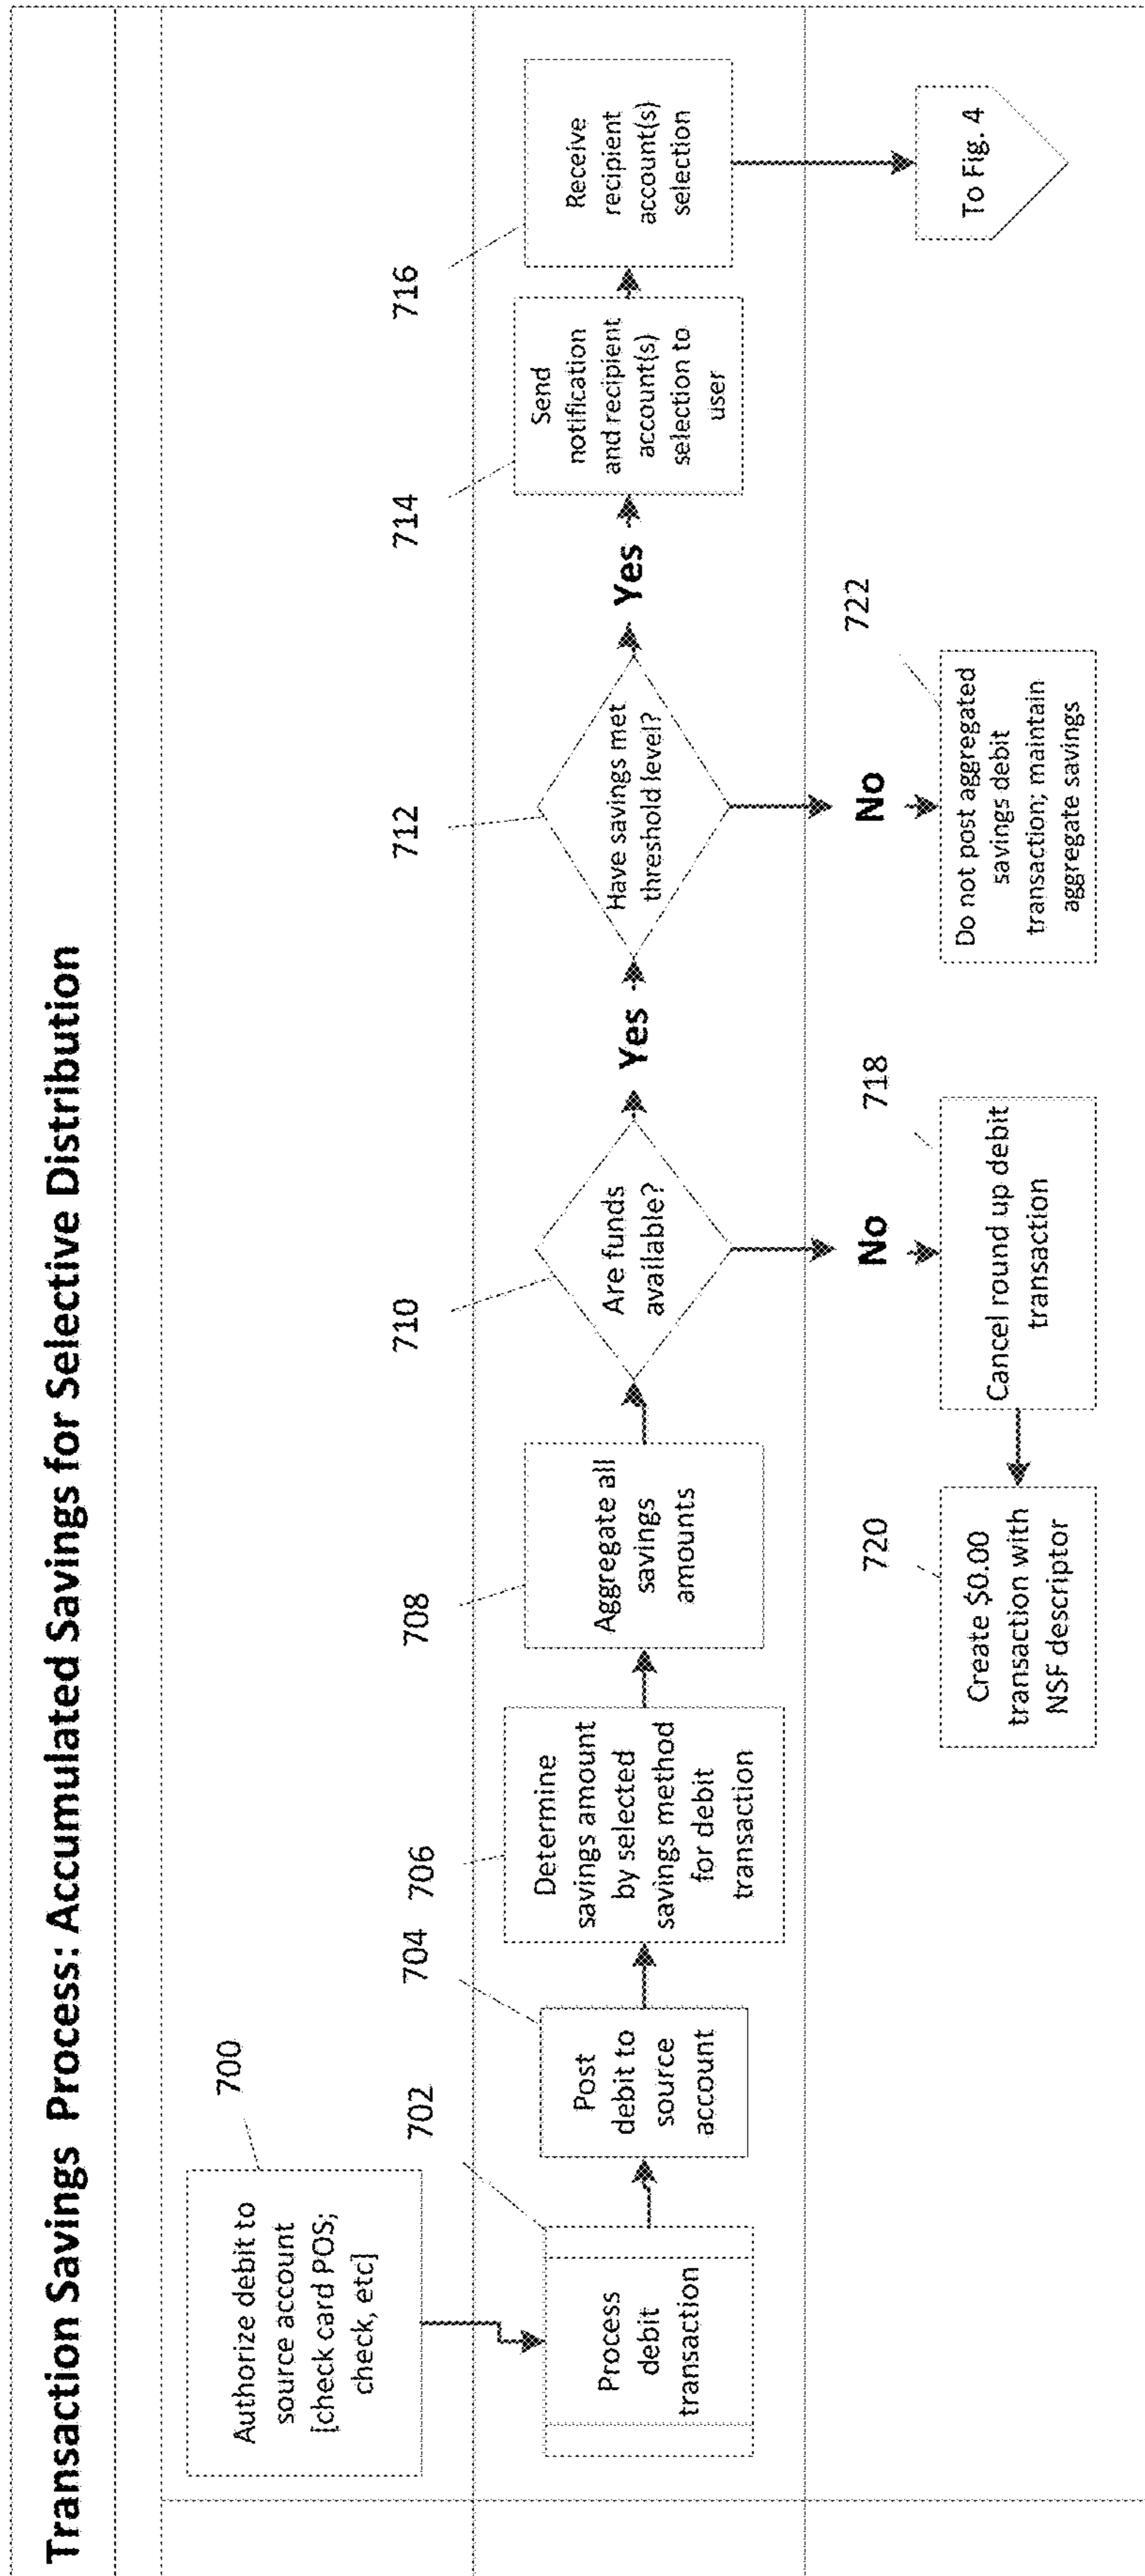 Transaction Savings Process: Accumulated Savings for Selective Distribution
700
Authorize debit to
source account
[check card POS;
check, etc]
702
Process
debit
transaction
704
Post
debit to
source
account
706
Determine
savings amount
by selected
savings method
for debit
transaction
708
Aggregate all
savings
amounts
710
Are funds
available?
Yes
712
Have savings met
threshold level?
Yes
714
Send
notification
and recipient
account(s)
selection to
user
716
Receive
recipient
account(s)
selection
To Fig. 4
No
718
Cancel round up debit
transaction
720
Create $0.00
transaction with
NSF descriptor
No
722
Do not post aggregated
savings debit
transaction; maintain
aggregate savings